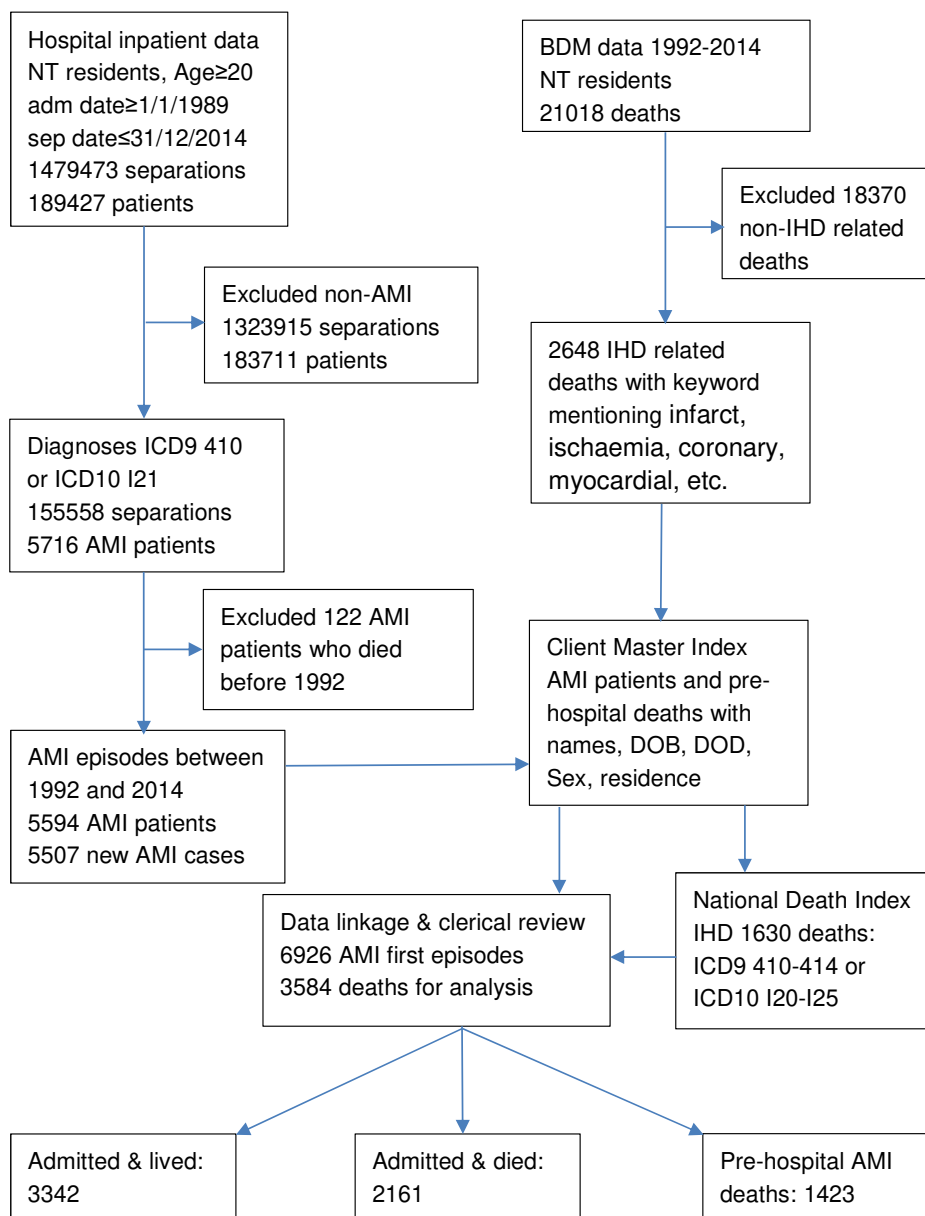 Hospital inpatient data
NT residents, Age≥20
adm date≥1/1/1989
sep date≤31/12/2014
1479473 separations
189427 patients
BDM data 1992-2014
NT residents
21018 deaths
Excluded 18370
non-IHD related
deaths
Excluded non-AMI
1323915 separations
183711 patients
2648 IHD related
deaths with keyword
mentioning infarct,
ischaemia, coronary,
myocardial, etc.
Diagnoses ICD9 410
or ICD10 I21
155558 separations
5716 AMI patients
Excluded 122 AMI
patients who died
before 1992
Client Master Index
AMI patients and pre-
hospital deaths with
names, DOB, DOD,
Sex, residence
AMI episodes between
1992 and 2014
5594 AMI patients
5507 new AMI cases
National Death Index
IHD 1630 deaths:
ICD9 410-414 or
ICD10 I20-I25
Data linkage & clerical review
6926 AMI first episodes
3584 deaths for analysis
Admitted & lived:
3342
Admitted & died:
2161
Pre-hospital AMI
deaths: 1423